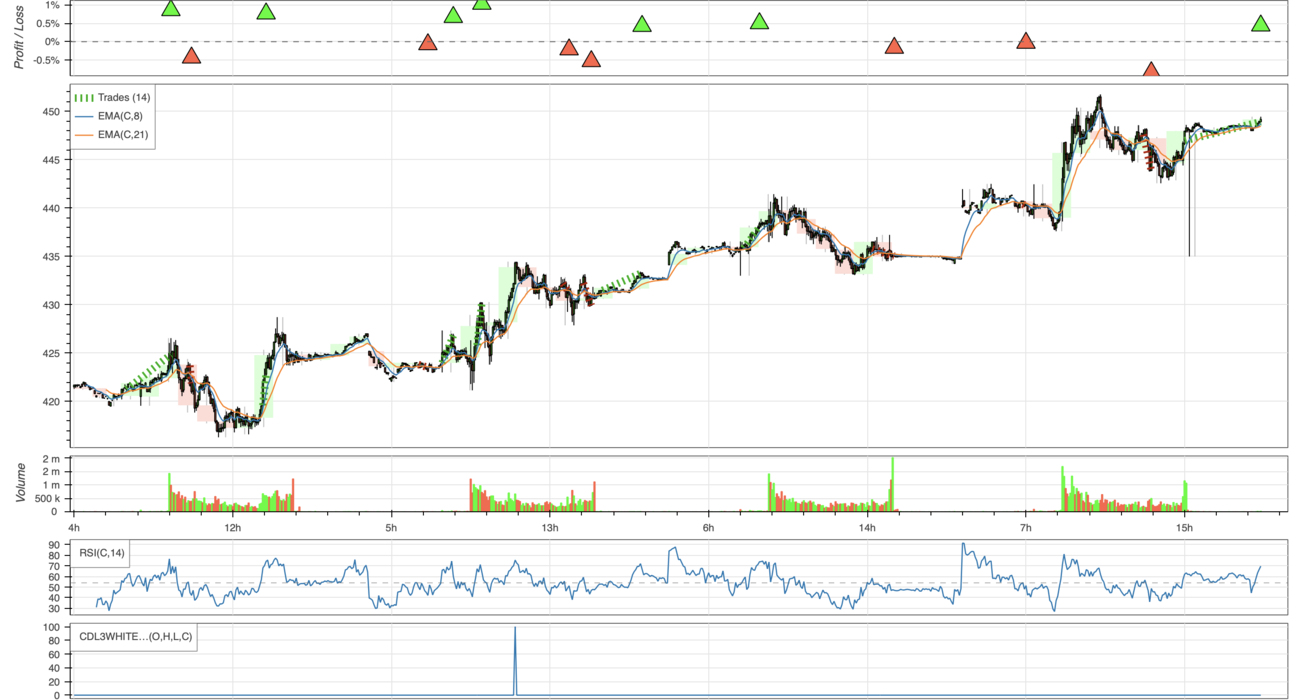 1%
0.5%
0%
-0.5%
Profit / Loss
Trades (14)
EMA(C,8)
EMA(C,21)
450
445
440
435
430
425
420
Volume
2 m
2 m
1 m
500 k
0
4h 12h 5h 13h 6h 14h 7h 15h
RSI(C,14)
90
80
70
60
50
40
30
CDL3WHITE...(O,H,L,C)
100
80
60
40
20
0